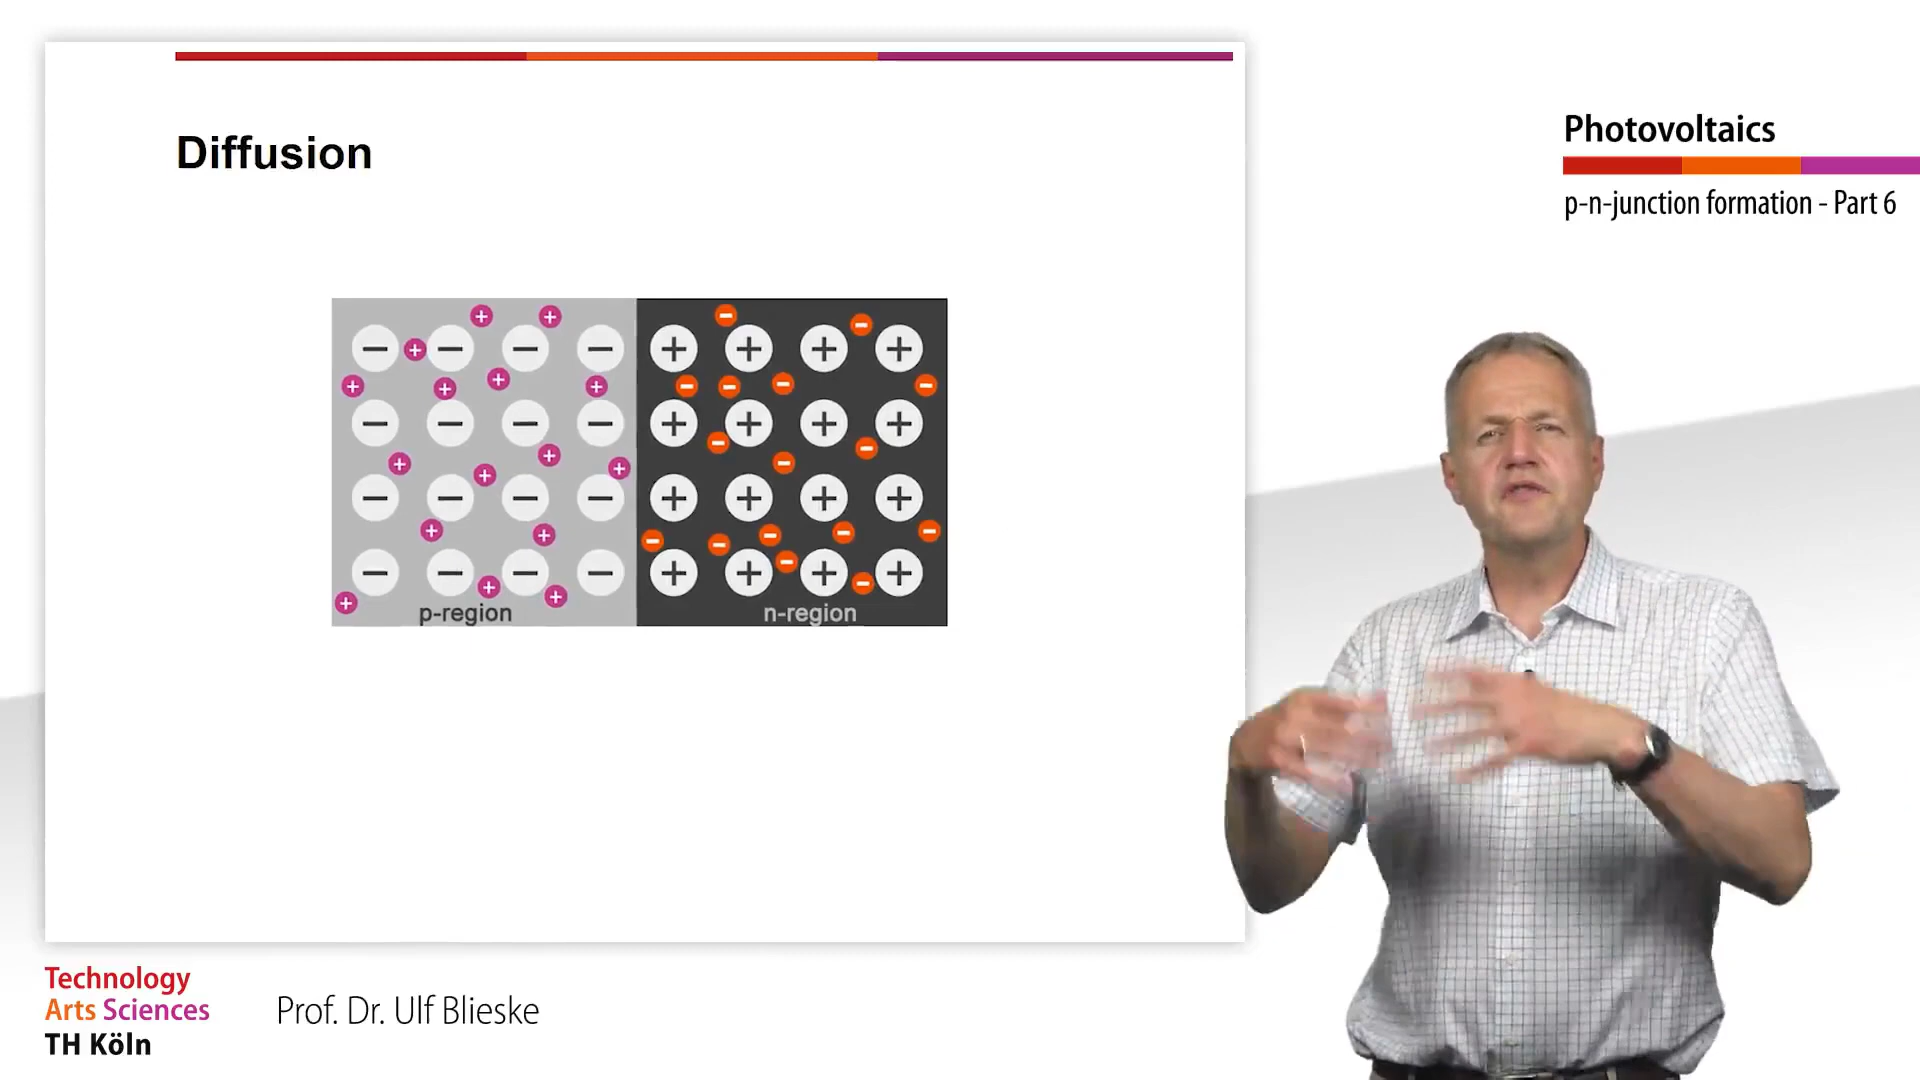 Diffusion
p-region
n-region
Photovoltaics
p-n-junction formation - Part 6
Technology
Arts Sciences
TH Köln
Prof. Dr. Ulf Blieske